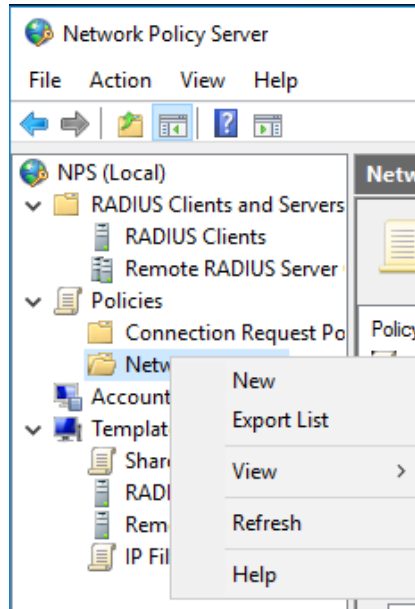 Network Policy Server
File Action View Help
NPS (Local)
Netw
RADIUS Clients and Servers
RADIUS Clients
Remote RADIUS Server
Policies
Connection Request Po
Policy
Netw
New
Account
Export List
Templat
Shar
View
RADI
Rem
Refresh
IP Fil
Help